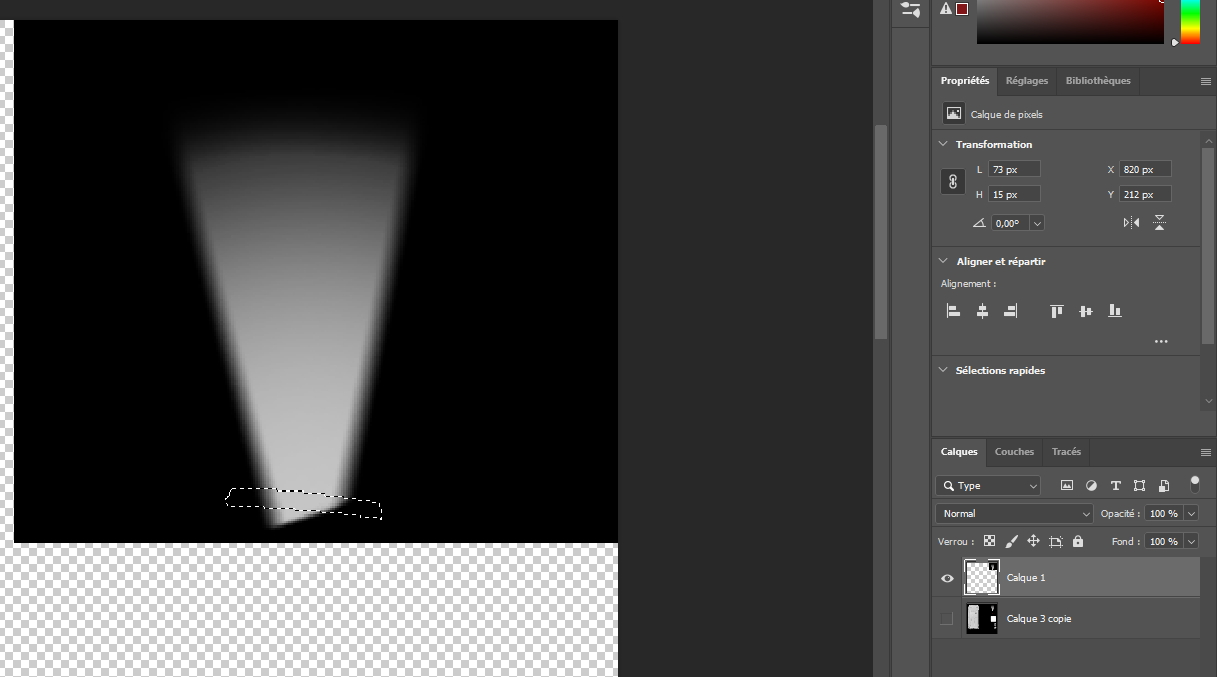 Propriétés Réglages Bibliothèques
Calque de pixels
Transformation
L 73 px X 820 px
H 15 px Y 212 px
0,00°
Aligner et répartir
Alignement :
Sélections rapides
Calques Couches Tracés
Type
Normal Opacité : 100 %
Verrou : Fond : 100 %
Calque 1
Calque 3 copie